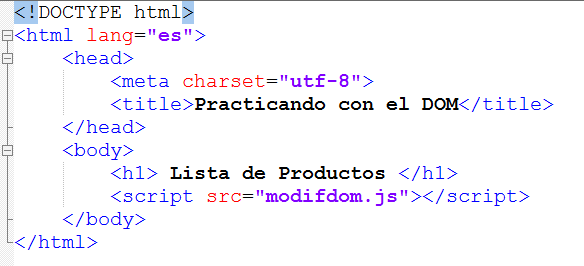 <!DOCTYPE html>
<html lang="es">
<head>
<meta charset="utf-8">
<title>Practicando con el DOM</title>
</head>
<body>
<h1> Lista de Productos </h1>
<script src="modifdom.js"></script>
</body>
</html>